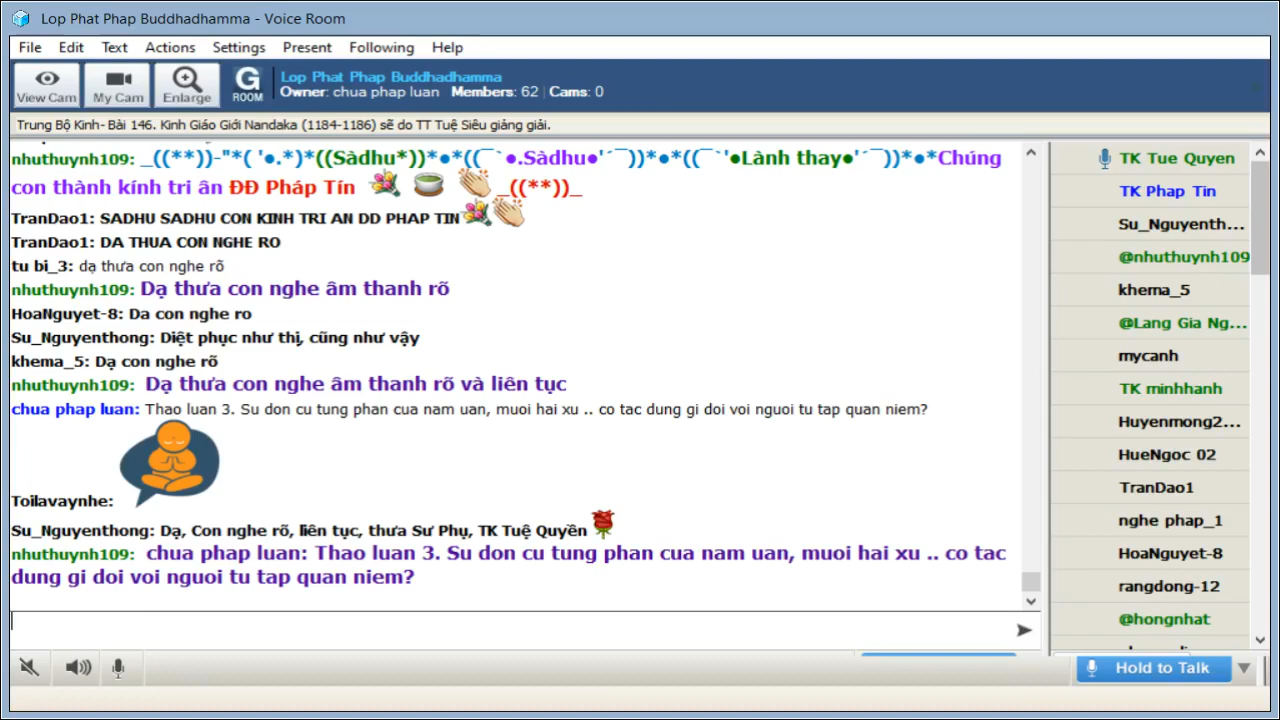 Lop Phat Phap Buddhadhamma - Voice Room
File Edit Text Actions Settings Present Following Help
View Cam My Cam Enlarge G ROOM
Lop Phat Phap Buddhadhamma
Owner: chua phap luan Members: 62 Cams: 0
Trung Bộ Kinh- Bài 146. Kinh Giáo Giới Nandaka (1184-1186) sẽ do TT Tuệ Siêu giảng giải.
nhuthuynh109: _((**))-"*( '●.*)*((Sàdhu*))*●*((¯`●.Sàdhu●'´¯))*●*((¯`'●Lành thay●'´¯))*●*Chúng
con thành kính tri ân ĐĐ Pháp Tín _((**))_
TranDao1: SADHU SADHU CON KINH TRI AN DD PHAP TIN
TranDao1: DA THUA CON NGHE RO
tu bi_3: dạ thưa con nghe rõ
nhuthuynh109: Dạ thưa con nghe âm thanh rõ
HoaNguyet-8: Da con nghe ro
Su_Nguyenthong: Diệt phục như thị, cũng như vậy
khema_5: Dạ con nghe rõ
nhuthuynh109: Dạ thưa con nghe âm thanh rõ và liên tục
chua phap luan: Thao luan 3. Su don cu tung phan cua nam uan, muoi hai xu .. co tac dung gi doi voi nguoi tu tap quan niem?
Toilavaynhe:
Su_Nguyenthong: Dạ, Con nghe rõ, liên tục, thưa Sư Phụ, TK Tuệ Quyền
nhuthuynh109: chua phap luan: Thao luan 3. Su don cu tung phan cua nam uan, muoi hai xu .. co tac
dung gi doi voi nguoi tu tap quan niem?
TK Tue Quyen
TK Phap Tin
Su_Nguyenth...
@nhuthuynh109
khema_5
@Lang Gia Ng...
mycanh
TK minhhanh
Huyenmong2...
HueNgoc 02
TranDao1
nghe phap_1
HoaNguyet-8
rangdong-12
@hongnhat
Hold to Talk